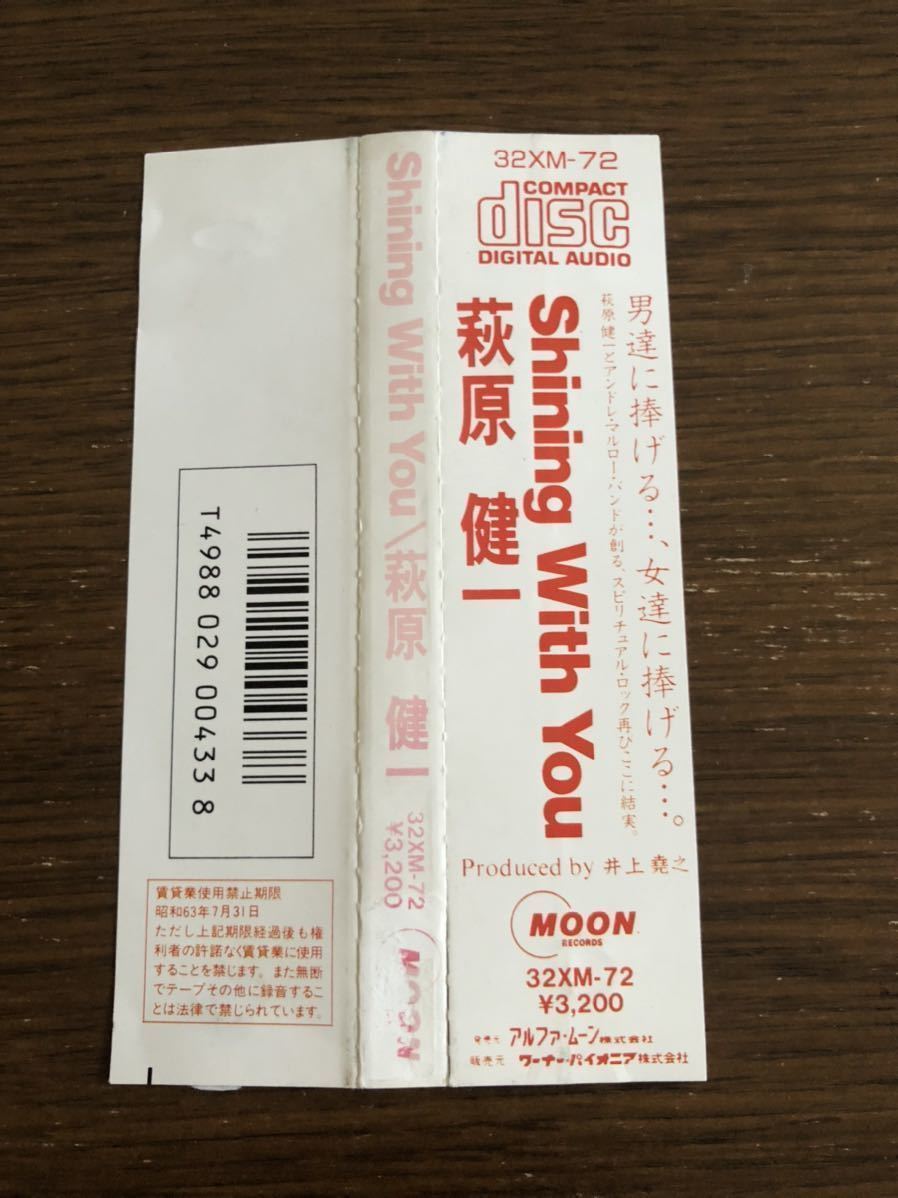 32XM-72
COMPACT
disc
DIGITAL AUDIO
男達に捧げる…、女達に捧げる…。
萩原健一とアンドレ・マルロー・バンドが創る、スピリチュアル・ロック再びここに結実。
Shining With You
萩原 健一
Produced by 井上堯之
MOON
RECORDS
32XM-72
¥3,200
発売元 アルファ・ムーン株式会社
販売元 ワーナー・パイオニア株式会社
Shining With You/萩原 健一
32XM-72
¥3,200
MOON
T4988 029 00433 8
賃貸業使用禁止期限
昭和63年7月31日
ただし上記期限経過後も権
利者の許諾なく賃貸業に使用
することを禁じます。また無断
でテープその他に録音するこ
とは法律で禁じられています。